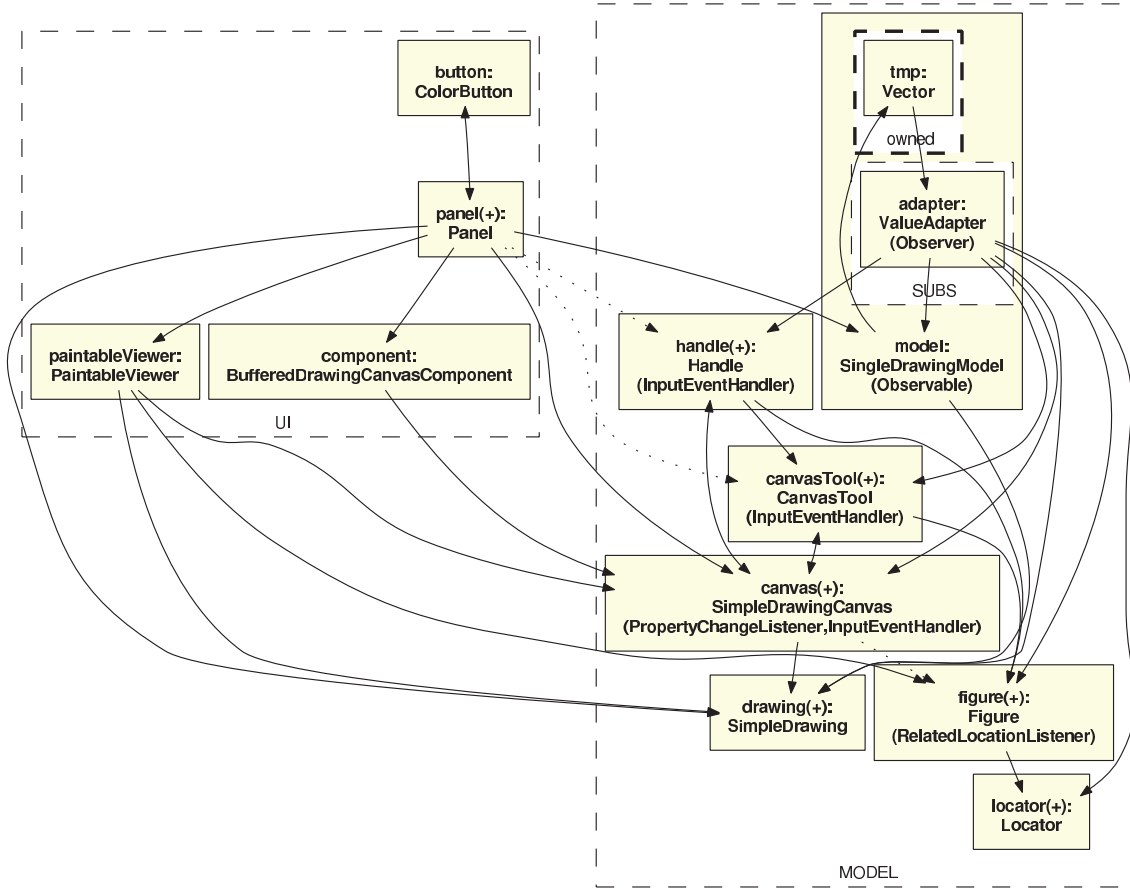 button:
ColorButton
panel(+):
Panel
paintableViewer:
PaintableViewer
component:
BufferedDrawingCanvasComponent
UI
tmp:
Vector
owned
adapter:
ValueAdapter
(Observer)
SUBS
handle(+):
Handle
(InputEventHandler)
model:
SingleDrawingModel
(Observable)
canvasTool(+):
CanvasTool
(InputEventHandler)
canvas(+):
SimpleDrawingCanvas
(PropertyChangeListener,InputEventHandler)
drawing(+):
SimpleDrawing
figure(+):
Figure
(RelatedLocationListener)
locator(+):
Locator
MODEL